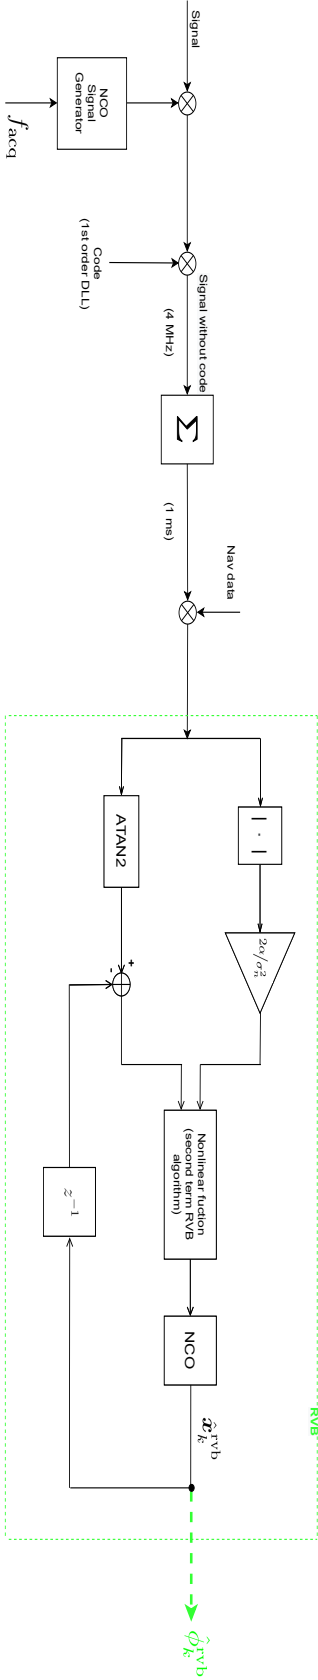 Signal
NCO
Signal
Generator
f_acq
Code
(1st order DLL)
Signal without code
(4 MHz)
Σ
(1 ms)
Nav data
RVB
| · |
2α/σ_n^2
ATAN2
+
-
Nonlinear fuction
(second term RVB
algorithm)
NCO
z^{-1}
x̂_k^{rvb}
ϕ̂_k^{rvb}